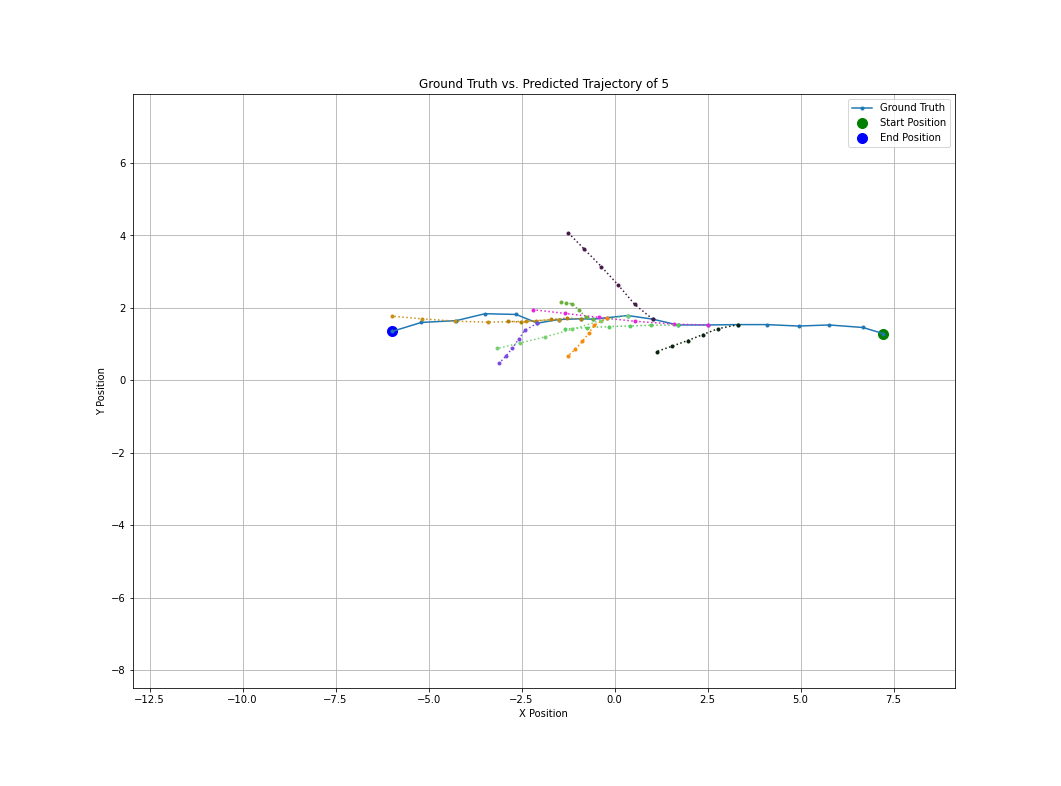 Ground Truth vs. Predicted Trajectory of 5
Ground Truth
Start Position
End Position
6
4
2
0
−2
−4
−6
−8
Y Position
−12.5 −10.0 −7.5 −5.0 −2.5 0.0 2.5 5.0 7.5
X Position